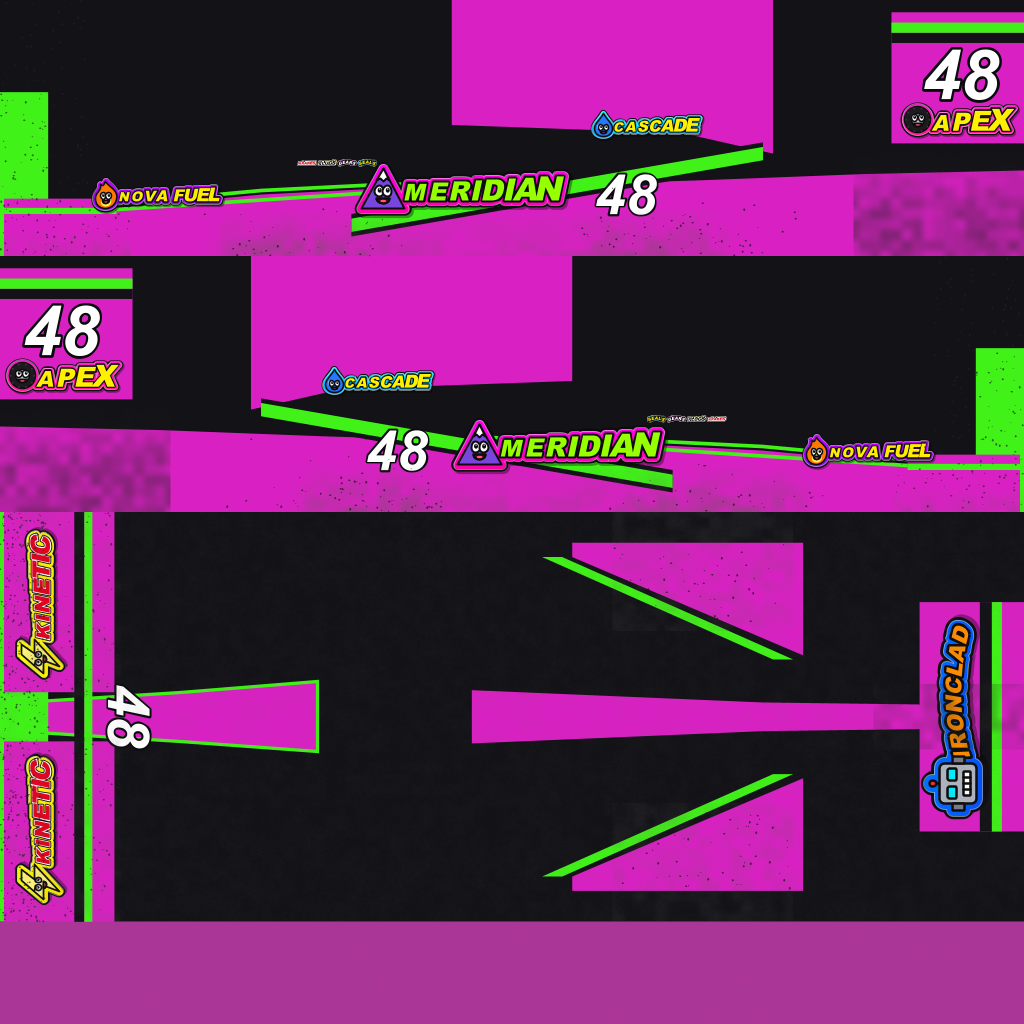 48
APEX
CASCADE
NOVA FUEL
MERIDIAN
48
48
APEX
CASCADE
48
MERIDIAN
NOVA FUEL
KINETIC
48
KINETIC
IRONCLAD